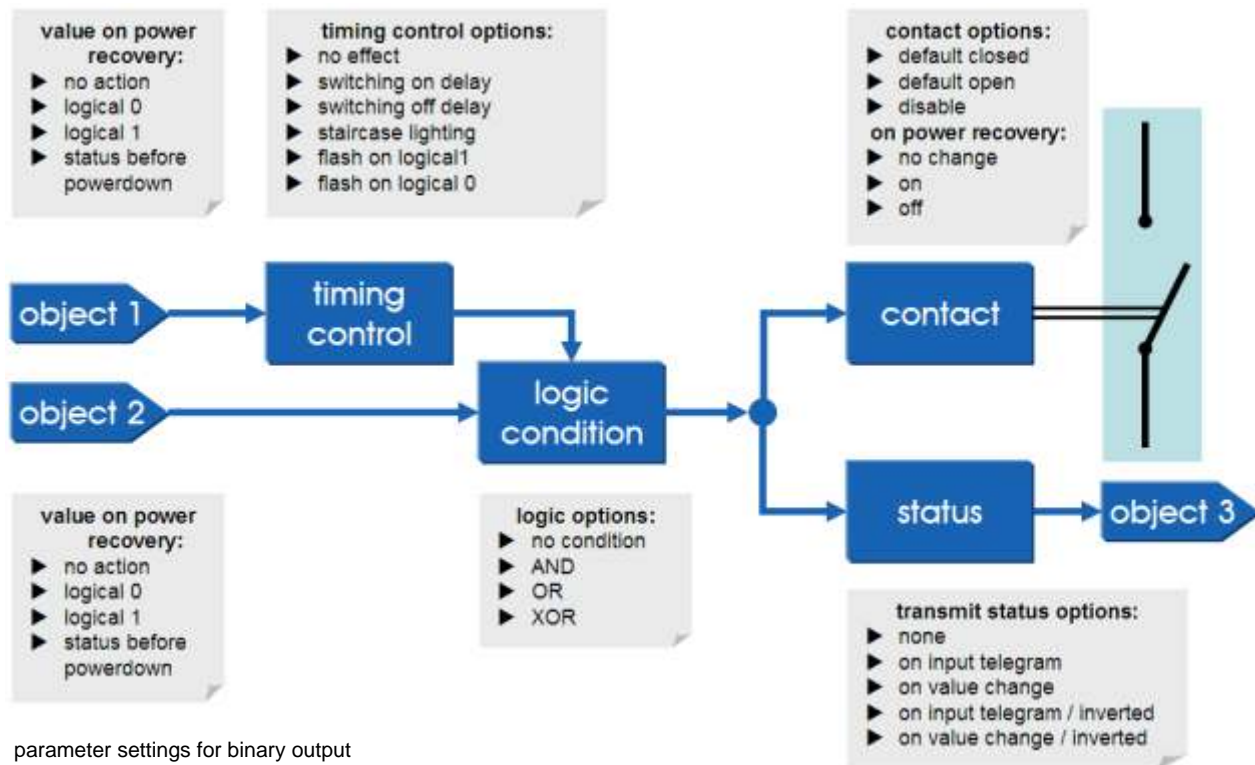 value on power
recovery:
▶ no action
▶ logical 0
▶ logical 1
▶ status before
powerdown
timing control options:
▶ no effect
▶ switching on delay
▶ switching off delay
▶ staircase lighting
▶ flash on logical1
▶ flash on logical 0
contact options:
▶ default closed
▶ default open
▶ disable
on power recovery:
▶ no change
▶ on
▶ off
object 1
timing
control
contact
object 2
logic
condition
status
object 3
value on power
recovery:
▶ no action
▶ logical 0
▶ logical 1
▶ status before
powerdown
logic options:
▶ no condition
▶ AND
▶ OR
▶ XOR
transmit status options:
▶ none
▶ on input telegram
▶ on value change
▶ on input telegram / inverted
▶ on value change / inverted
parameter settings for binary output